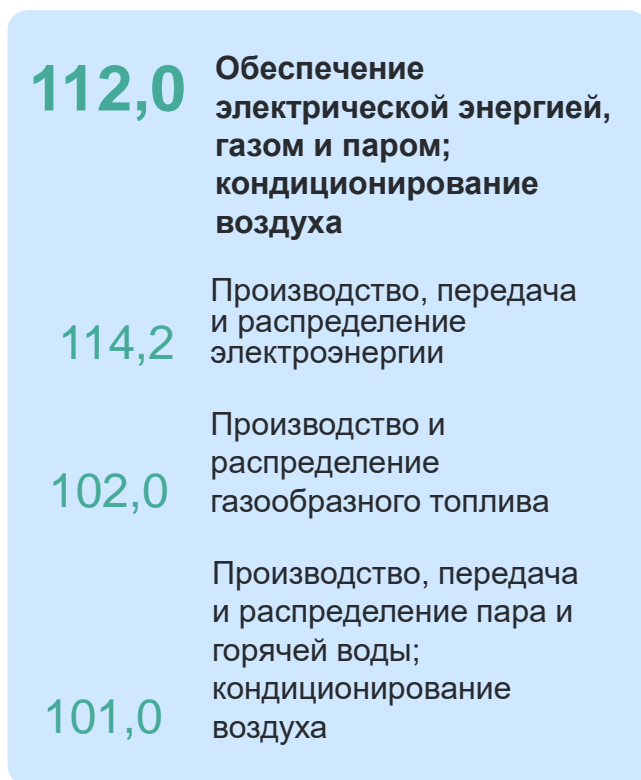 112,0 Обеспечение
электрической энергией,
газом и паром;
кондиционирование
воздуха
Производство, передача
и распределение
114,2 электроэнергии
Производство и
распределение
102,0 газообразного топлива
Производство, передача
и распределение пара и
горячей воды;
кондиционирование
101,0 воздуха